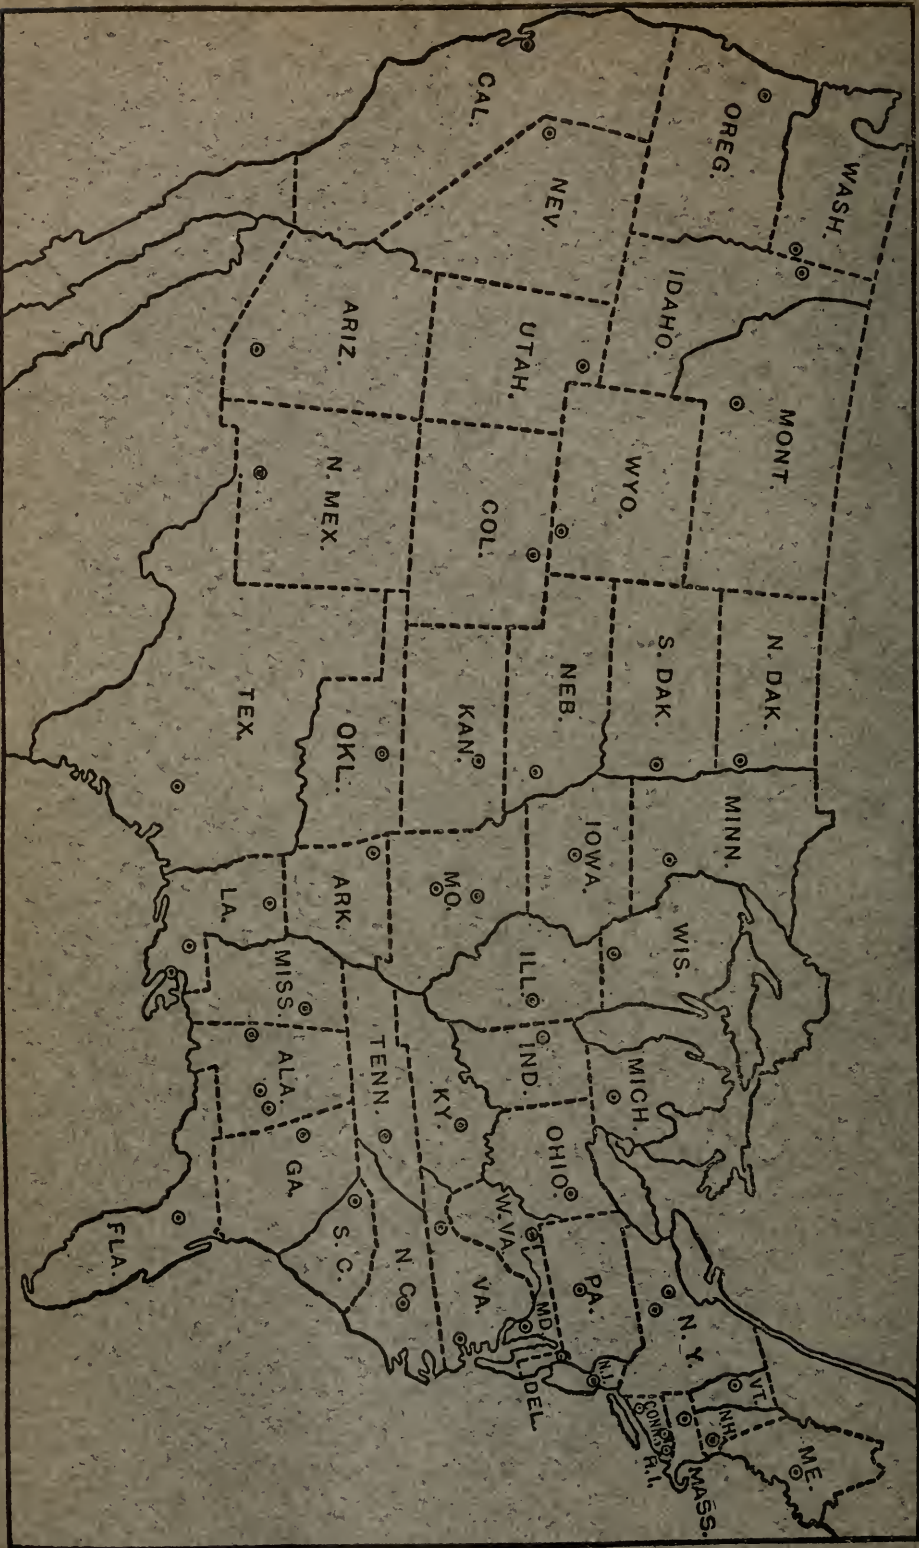 WASH.
OREG.
CAL.
NEV.
IDAHO.
MONT.
WYO.
UTAH.
ARIZ.
COL.
N. MEX.
N. DAK.
S. DAK.
NEB.
KAN.
OKL.
TEX.
MINN.
IOWA.
MO.
ARK.
LA.
WIS.
ILL.
MISS.
MICH.
IND.
OHIO.
KY.
TENN.
ALA.
GA.
FLA.
S. C.
N. C.
VA.
W. VA.
PA.
MD.
DEL.
N. J.
N. Y.
VT.
N.H.
ME.
MASS.
CONN.
R. I.